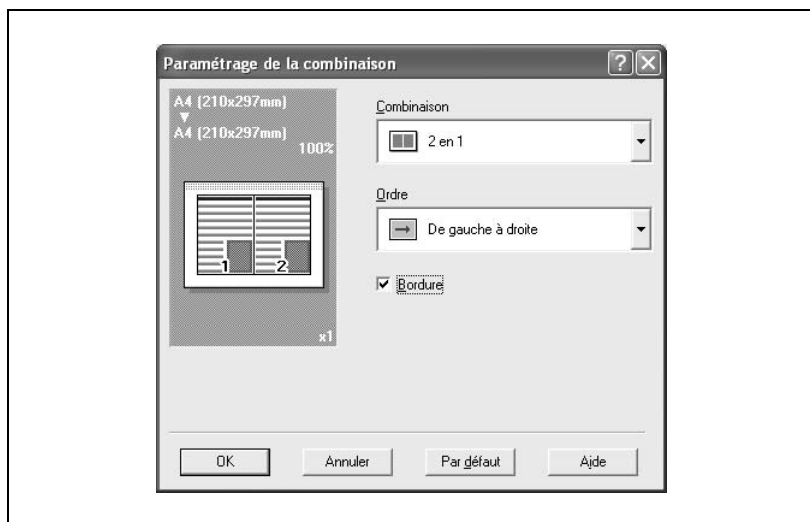 Paramétrage de la combinaison
A4 (210x297mm)
A4 (210x297mm)
100%
1 2
x1
Combinaison
2 en 1
Ordre
De gauche à droite
Bordure
OK Annuler Par défaut Aide